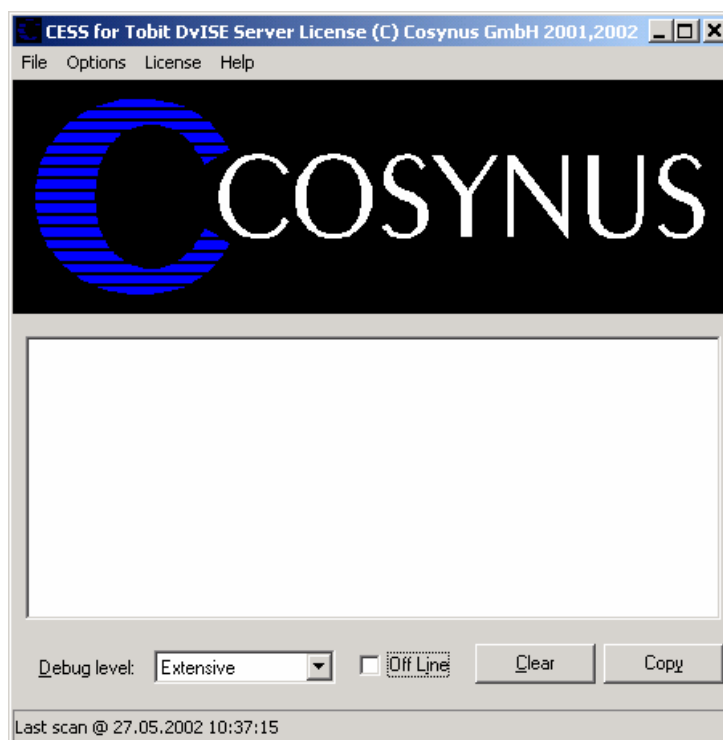 CESS for Tobit DvISE Server License (C) Cosynus GmbH 2001,2002
File Options License Help
C COSYNUS
Debug level: Extensive Off Line Clear Copy
Last scan @ 27.05.2002 10:37:15